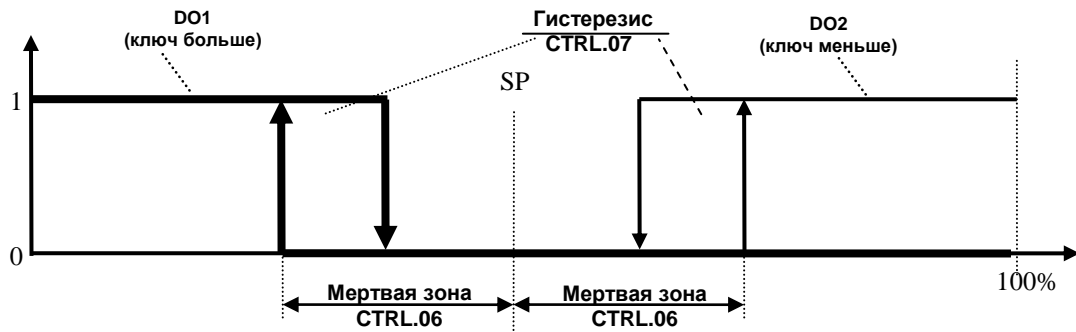 DO1
(ключ больше)
Гистерезис
CTRL.07
DO2
(ключ меньше)
SP
1
0
100%
Мертвая зона
CTRL.06
Мертвая зона
CTRL.06